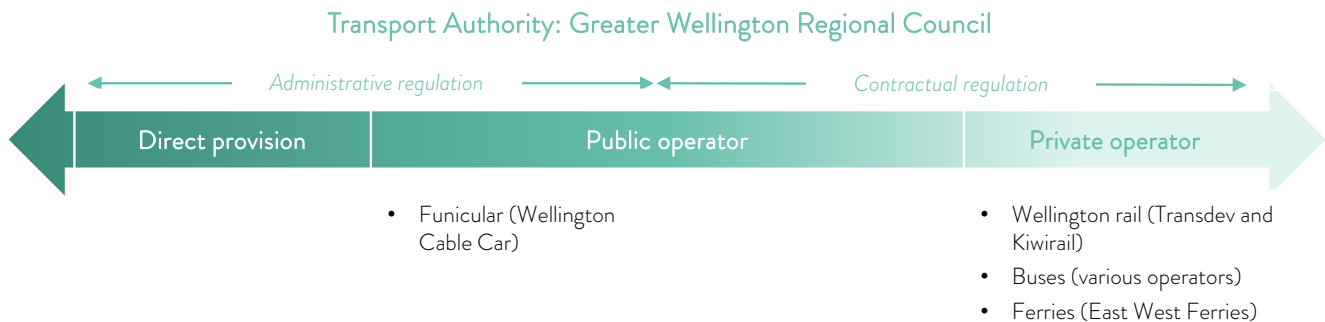 Transport Authority: Greater Wellington Regional Council
Administrative regulation
Contractual regulation
Direct provision
Public operator
Private operator
• Funicular (Wellington
Cable Car)
• Wellington rail (Transdev and
Kiwirail)
• Buses (various operators)
• Ferries (East West Ferries)